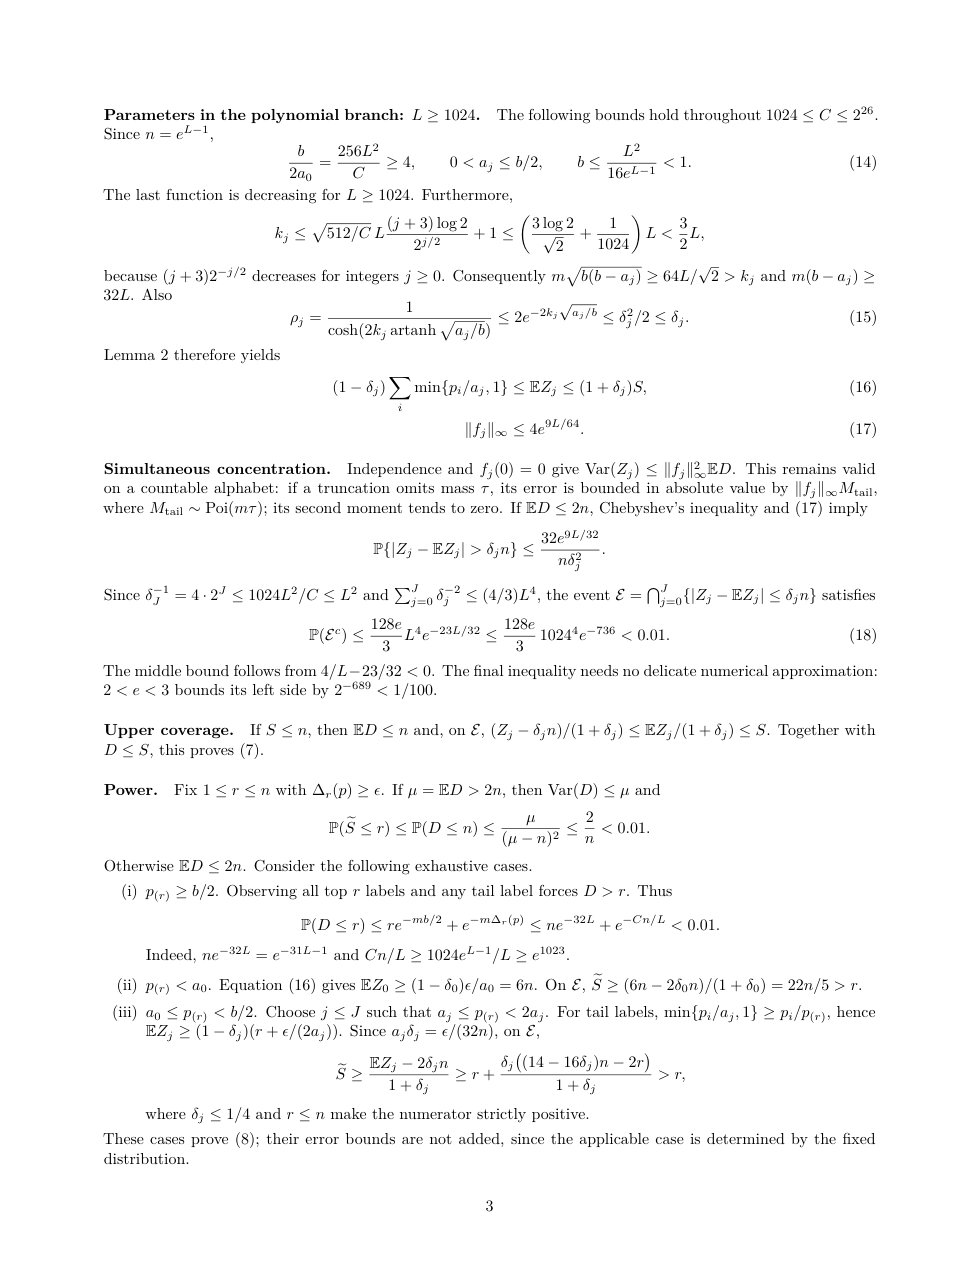 Parameters in the polynomial branch: L ≥ 1024. The following bounds hold throughout 1024 ≤ C ≤ 2^{26}.
Since n = e^{L−1},
b/(2a_0) = 256L^2/C ≥ 4, 0 < a_j ≤ b/2, b ≤ L^2/(16e^{L−1}) < 1. (14)
The last function is decreasing for L ≥ 1024. Furthermore,
k_j ≤ √(512/C) L ((j + 3) log 2)/2^{j/2} + 1 ≤ ((3 log 2)/√2 + 1/1024) L < (3/2)L,
because (j + 3)2^{−j/2} decreases for integers j ≥ 0. Consequently m√(b(b − a_j)) ≥ 64L/√2 > k_j and m(b − a_j) ≥
32L. Also
ρ_j = 1/cosh(2k_j artanh √(a_j/b)) ≤ 2e^{−2k_j√(a_j/b)} ≤ δ_j^2/2 ≤ δ_j. (15)
Lemma 2 therefore yields
(1 − δ_j) ∑_i min{p_i/a_j, 1} ≤ 𝔼Z_j ≤ (1 + δ_j)S, (16)
∥f_j∥_∞ ≤ 4e^{9L/64}. (17)
Simultaneous concentration. Independence and f_j(0) = 0 give Var(Z_j) ≤ ∥f_j∥_∞^2 𝔼D. This remains valid
on a countable alphabet: if a truncation omits mass τ, its error is bounded in absolute value by ∥f_j∥_∞M_{tail},
where M_{tail} ∼ Poi(mτ); its second moment tends to zero. If 𝔼D ≤ 2n, Chebyshev's inequality and (17) imply
ℙ{|Z_j − 𝔼Z_j| > δ_jn} ≤ 32e^{9L/32}/(nδ_j^2).
Since δ_J^{−1} = 4 · 2^J ≤ 1024L^2/C ≤ L^2 and ∑_{j=0}^J δ_j^{−2} ≤ (4/3)L^4, the event ℰ = ⋂_{j=0}^J{|Z_j − 𝔼Z_j| ≤ δ_jn} satisfies
ℙ(ℰ^c) ≤ (128e/3) L^4e^{−23L/32} ≤ (128e/3) 1024^4e^{−736} < 0.01. (18)
The middle bound follows from 4/L−23/32 < 0. The final inequality needs no delicate numerical approximation:
2 < e < 3 bounds its left side by 2^{−689} < 1/100.
Upper coverage. If S ≤ n, then 𝔼D ≤ n and, on ℰ, (Z_j − δ_jn)/(1 + δ_j) ≤ 𝔼Z_j/(1 + δ_j) ≤ S. Together with
D ≤ S, this proves (7).
Power. Fix 1 ≤ r ≤ n with Δ_r(p) ≥ ϵ. If μ = 𝔼D > 2n, then Var(D) ≤ μ and
ℙ(S̃ ≤ r) ≤ ℙ(D ≤ n) ≤ μ/(μ − n)^2 ≤ 2/n < 0.01.
Otherwise 𝔼D ≤ 2n. Consider the following exhaustive cases.
(i) p_{(r)} ≥ b/2. Observing all top r labels and any tail label forces D > r. Thus
ℙ(D ≤ r) ≤ re^{−mb/2} + e^{−mΔ_r(p)} ≤ ne^{−32L} + e^{−Cn/L} < 0.01.
Indeed, ne^{−32L} = e^{−31L−1} and Cn/L ≥ 1024e^{L−1}/L ≥ e^{1023}.
(ii) p_{(r)} < a_0. Equation (16) gives 𝔼Z_0 ≥ (1 − δ_0)ϵ/a_0 = 6n. On ℰ, S̃ ≥ (6n − 2δ_0n)/(1 + δ_0) = 22n/5 > r.
(iii) a_0 ≤ p_{(r)} < b/2. Choose j ≤ J such that a_j ≤ p_{(r)} < 2a_j. For tail labels, min{p_i/a_j, 1} ≥ p_i/p_{(r)}, hence
𝔼Z_j ≥ (1 − δ_j)(r + ϵ/(2a_j)). Since a_jδ_j = ϵ/(32n), on ℰ,
S̃ ≥ (𝔼Z_j − 2δ_jn)/(1 + δ_j) ≥ r + δ_j((14 − 16δ_j)n − 2r)/(1 + δ_j) > r,
where δ_j ≤ 1/4 and r ≤ n make the numerator strictly positive.
These cases prove (8); their error bounds are not added, since the applicable case is determined by the fixed
distribution.
3